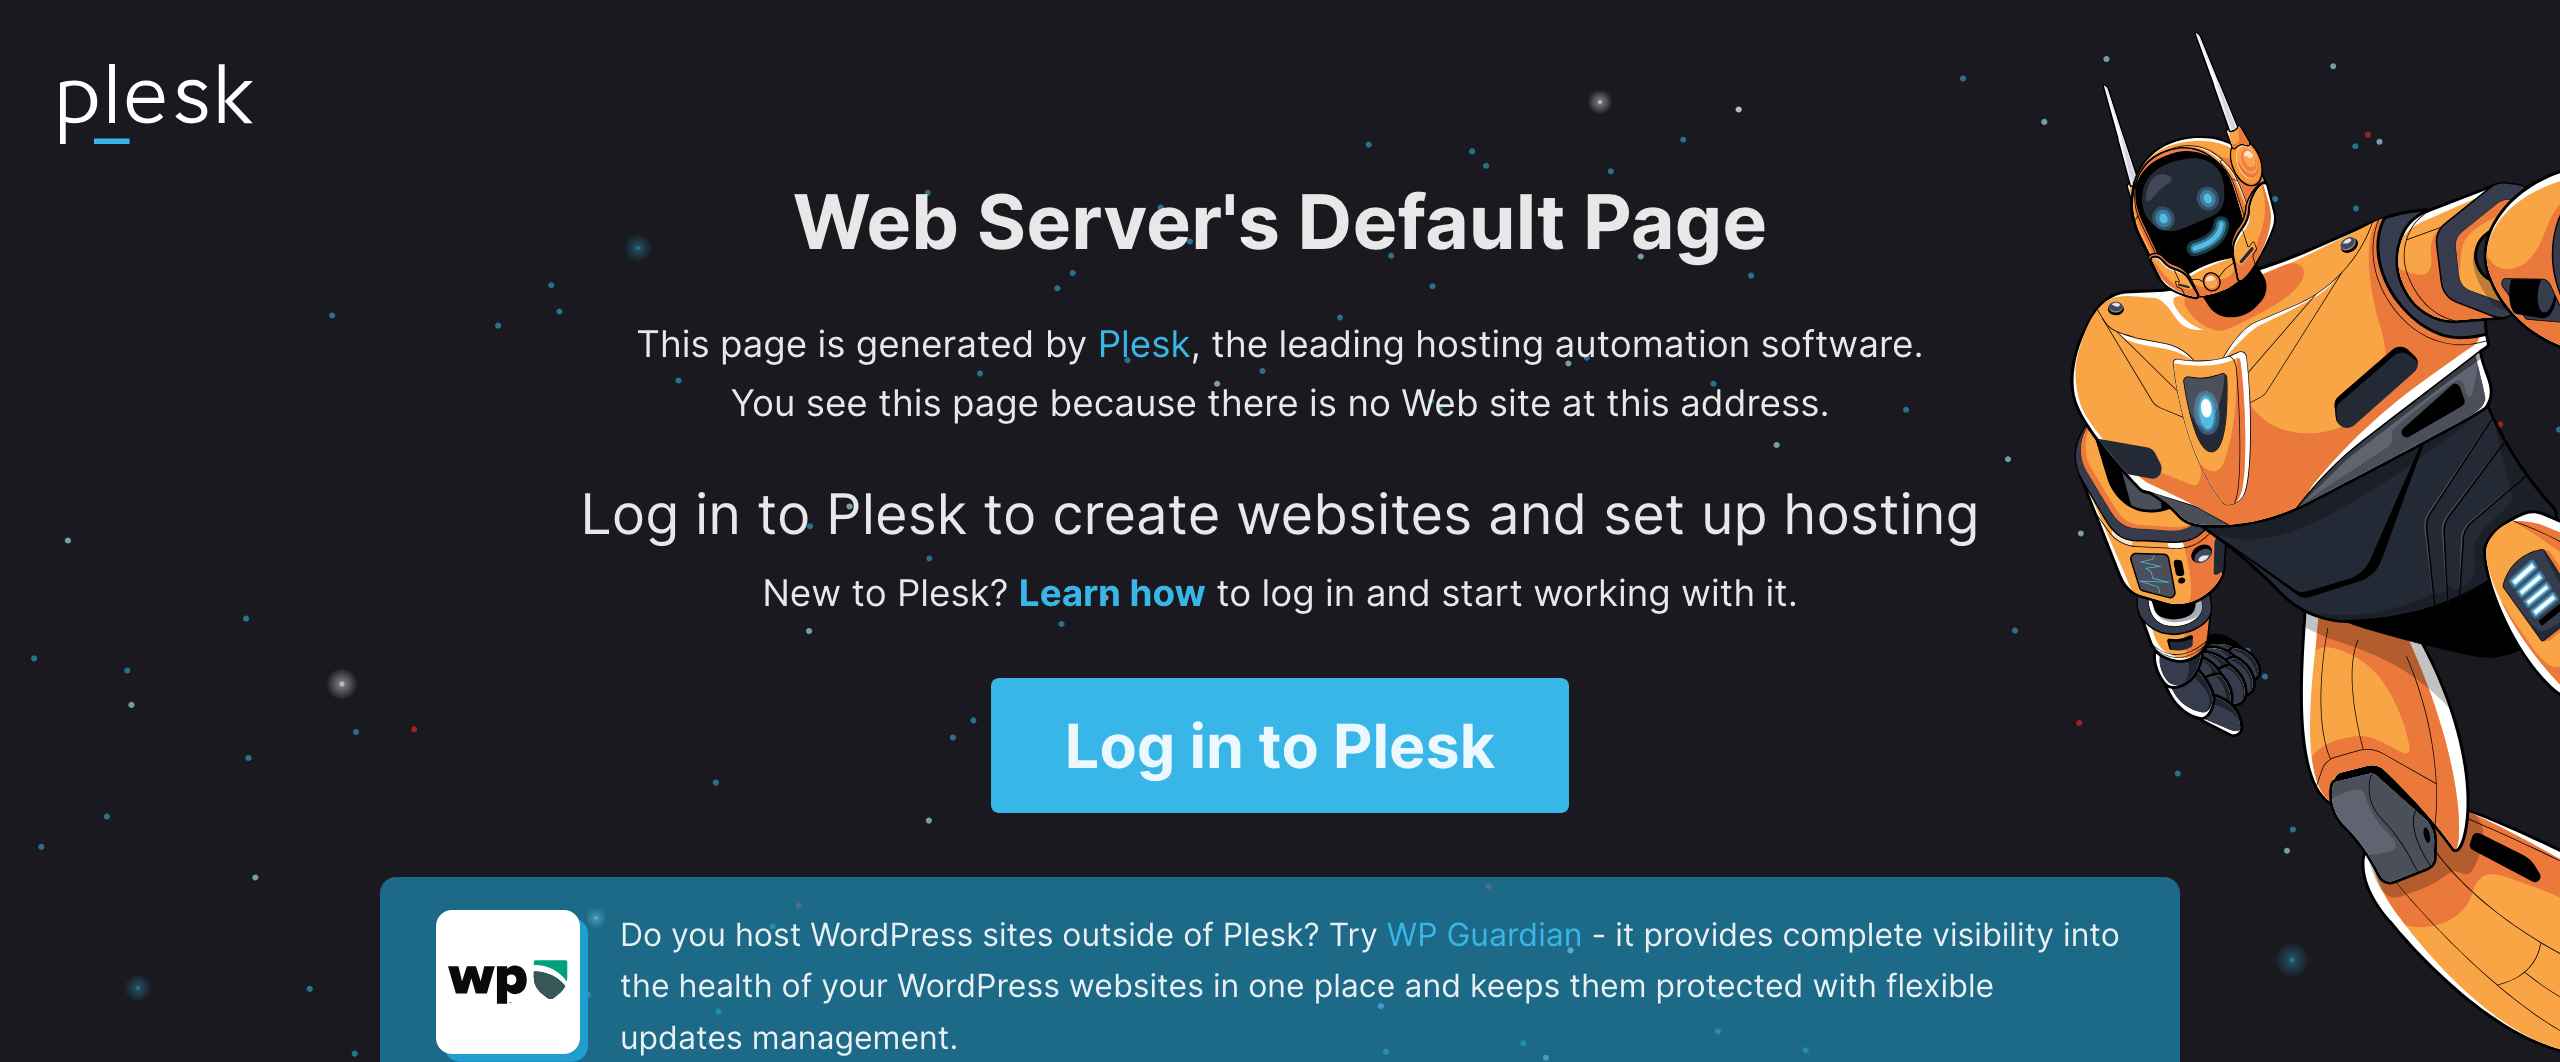 plesk
Web Server's Default Page
This page is generated by Plesk, the leading hosting automation software.
You see this page because there is no Web site at this address.
Log in to Plesk to create websites and set up hosting
New to Plesk? Learn how to log in and start working with it.
Log in to Plesk
wp
Do you host WordPress sites outside of Plesk? Try WP Guardian - it provides complete visibility into
the health of your WordPress websites in one place and keeps them protected with flexible
updates management.